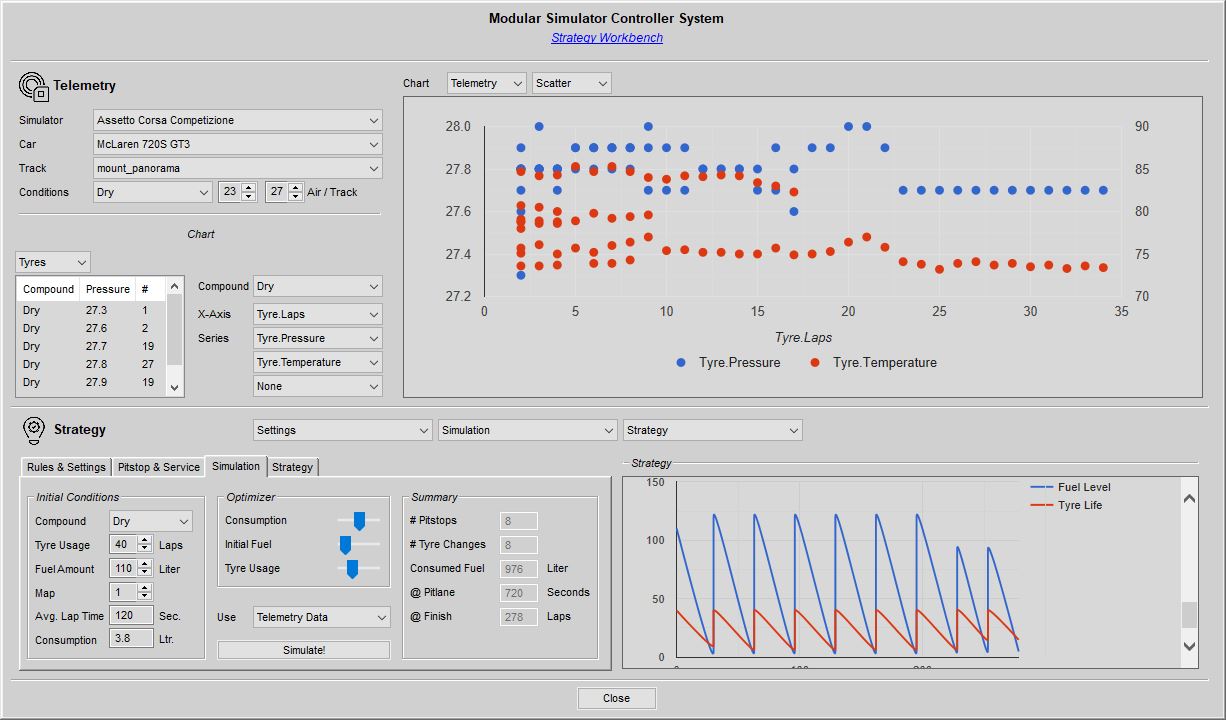 Modular Simulator Controller System
Strategy Workbench
Telemetry
Simulator Assetto Corsa Competizione
Car McLaren 720S GT3
Track mount_panorama
Conditions Dry 23 27 Air / Track
Chart
Tyres
Compound Pressure #
Dry 27.3 1
Dry 27.6 2
Dry 27.7 19
Dry 27.8 27
Dry 27.9 19
Compound Dry
X-Axis Tyre.Laps
Series Tyre.Pressure
Tyre.Temperature
None
Chart Telemetry Scatter
28.0 90
27.8 85
27.6 80
27.4 75
27.2 70
0 5 10 15 20 25 30 35
Tyre.Laps
Tyre.Pressure Tyre.Temperature
Strategy Settings Simulation Strategy
Rules & Settings Pitstop & Service Simulation Strategy
Initial Conditions
Compound Dry
Tyre Usage 40 Laps
Fuel Amount 110 Liter
Map 1
Avg. Lap Time 120 Sec.
Consumption 3.8 Ltr.
Optimizer
Consumption
Initial Fuel
Tyre Usage
Use Telemetry Data
Simulate!
Summary
# Pitstops 8
# Tyre Changes 8
Consumed Fuel 976 Liter
@ Pitlane 720 Seconds
@ Finish 278 Laps
Strategy
150
100
50
0
Fuel Level
Tyre Life
Close